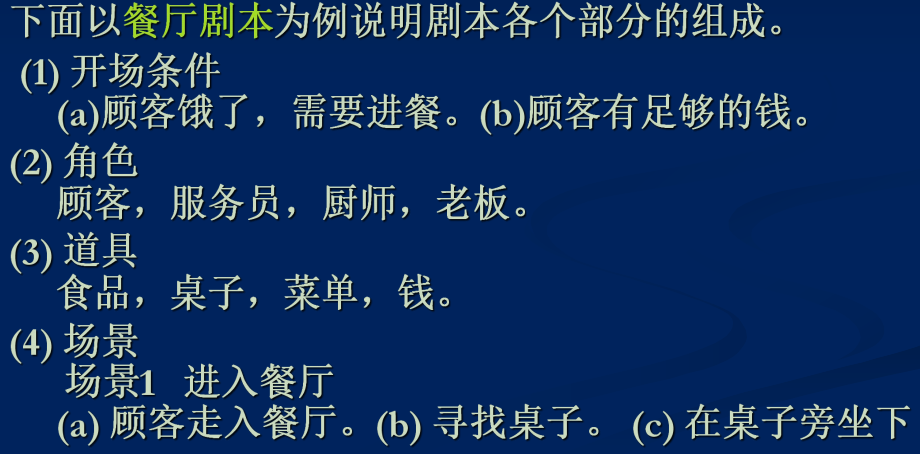 下面以餐厅剧本为例说明剧本各个部分的组成。
(1) 开场条件
(a)顾客饿了，需要进餐。(b)顾客有足够的钱。
(2) 角色
顾客，服务员，厨师，老板。
(3) 道具
食品，桌子，菜单，钱。
(4) 场景
场景1 进入餐厅
(a) 顾客走入餐厅。(b) 寻找桌子。 (c) 在桌子旁坐下